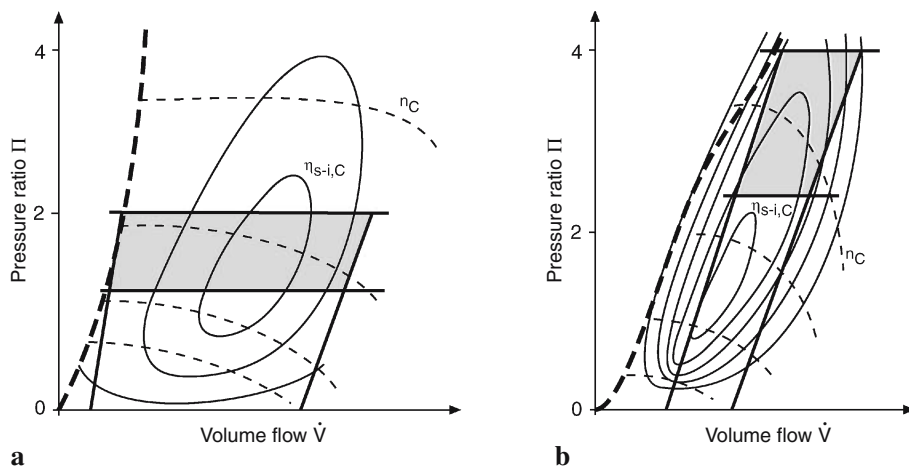 4
2
0
Pressure ratio Π
n_C
η_s-i,C
Volume flow V̇
a
4
2
0
Pressure ratio Π
η_s-i,C
n_C
Volume flow V̇
b